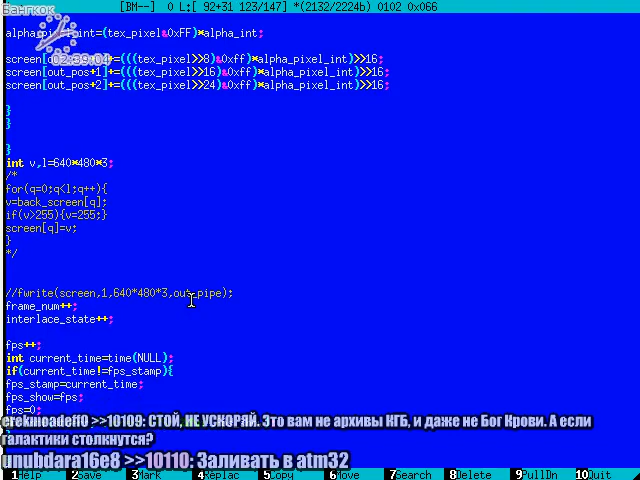 Бангкок
[BM--]  0 L:[ 92+31 123/147] *(2132/2224b) 0102 0x066
alpha_pixel_int=(tex_pixel&0xFF)*alpha_int;
02:39:04
screen[out_pos]+=(((tex_pixel>>8)&0xff)*alpha_pixel_int)>>16;
screen[out_pos+1]+=(((tex_pixel>>16)&0xff)*alpha_pixel_int)>>16;
screen[out_pos+2]+=(((tex_pixel>>24)&0xff)*alpha_pixel_int)>>16;
}
}
}
int v,l=640*480*3;
/*
for(q=0;q<l;q++){
v=back_screen[q];
if(v>255){v=255;}
screen[q]=v;
}
*/
//fwrite(screen,1,640*480*3,out_pipe);
frame_num++;
interlace_state++;
fps++;
int current_time=time(NULL);
if(current_time!=fps_stamp){
fps_stamp=current_time;
fps_show=fps;
fps=0;
erekmoadeff0 >>10109: СТОЙ, НЕ УСКОРЯЙ. Это вам не архивы КГБ, и даже не Бог Крови. А если
галактики столкнутся?
unubdara16e8 >>10110: Заливать в atm32
1Help 2Save 3Mark 4Replac 5Copy 6Move 7Search 8Delete 9PullDn 10Quit